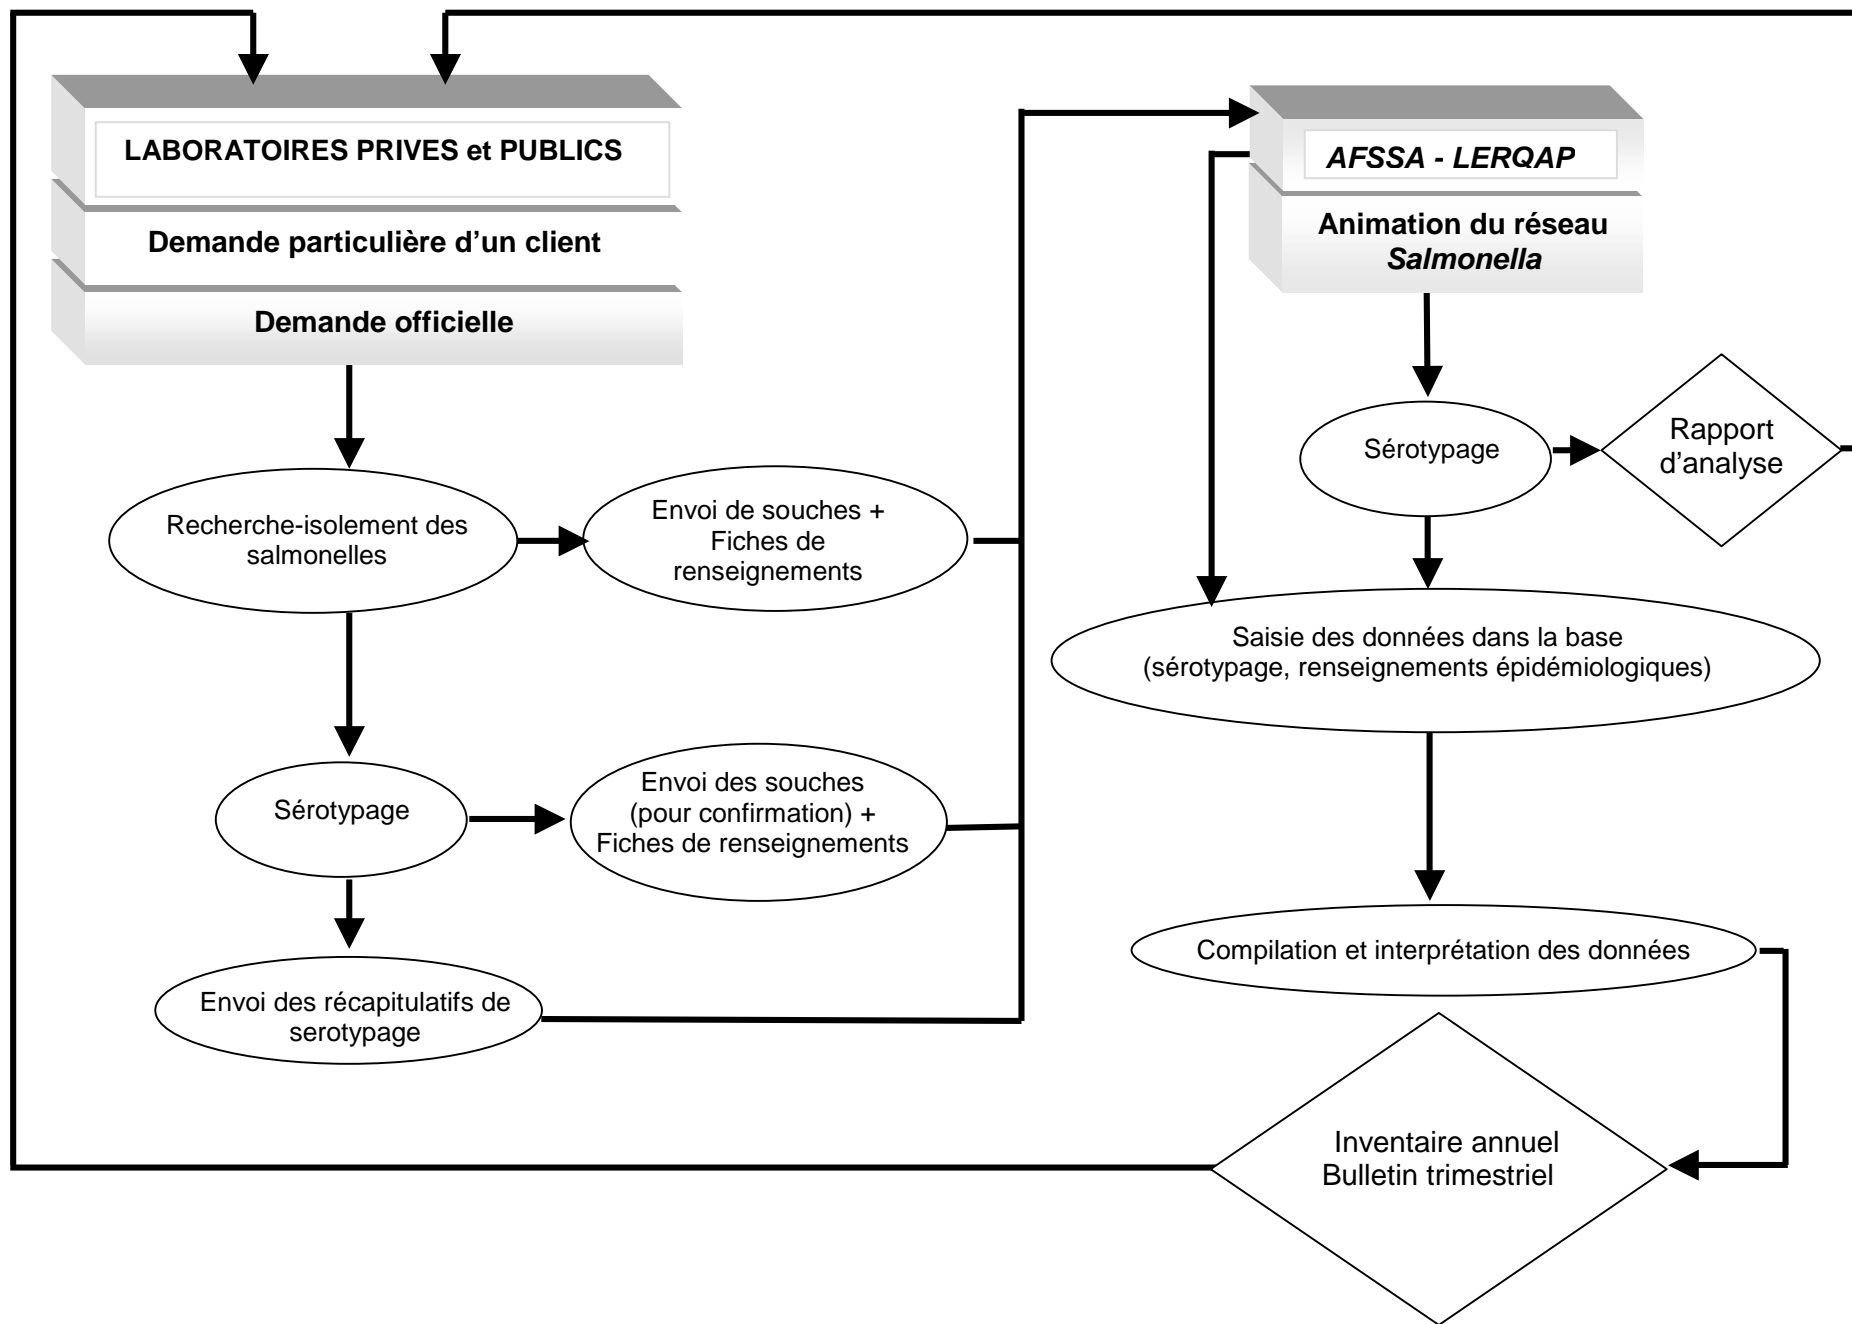 LABORATOIRES PRIVES et PUBLICS
Demande particulière d’un client
Demande officielle
Recherche-isolement des
salmonelles
Envoi de souches +
Fiches de
renseignements
Sérotypage
Envoi des souches
(pour confirmation) +
Fiches de renseignements
Envoi des récapitulatifs de
serotypage
AFSSA - LERQAP
Animation du réseau
Salmonella
Sérotypage
Rapport
d’analyse
Saisie des données dans la base
(sérotypage, renseignements épidémiologiques)
Compilation et interprétation des données
Inventaire annuel
Bulletin trimestriel